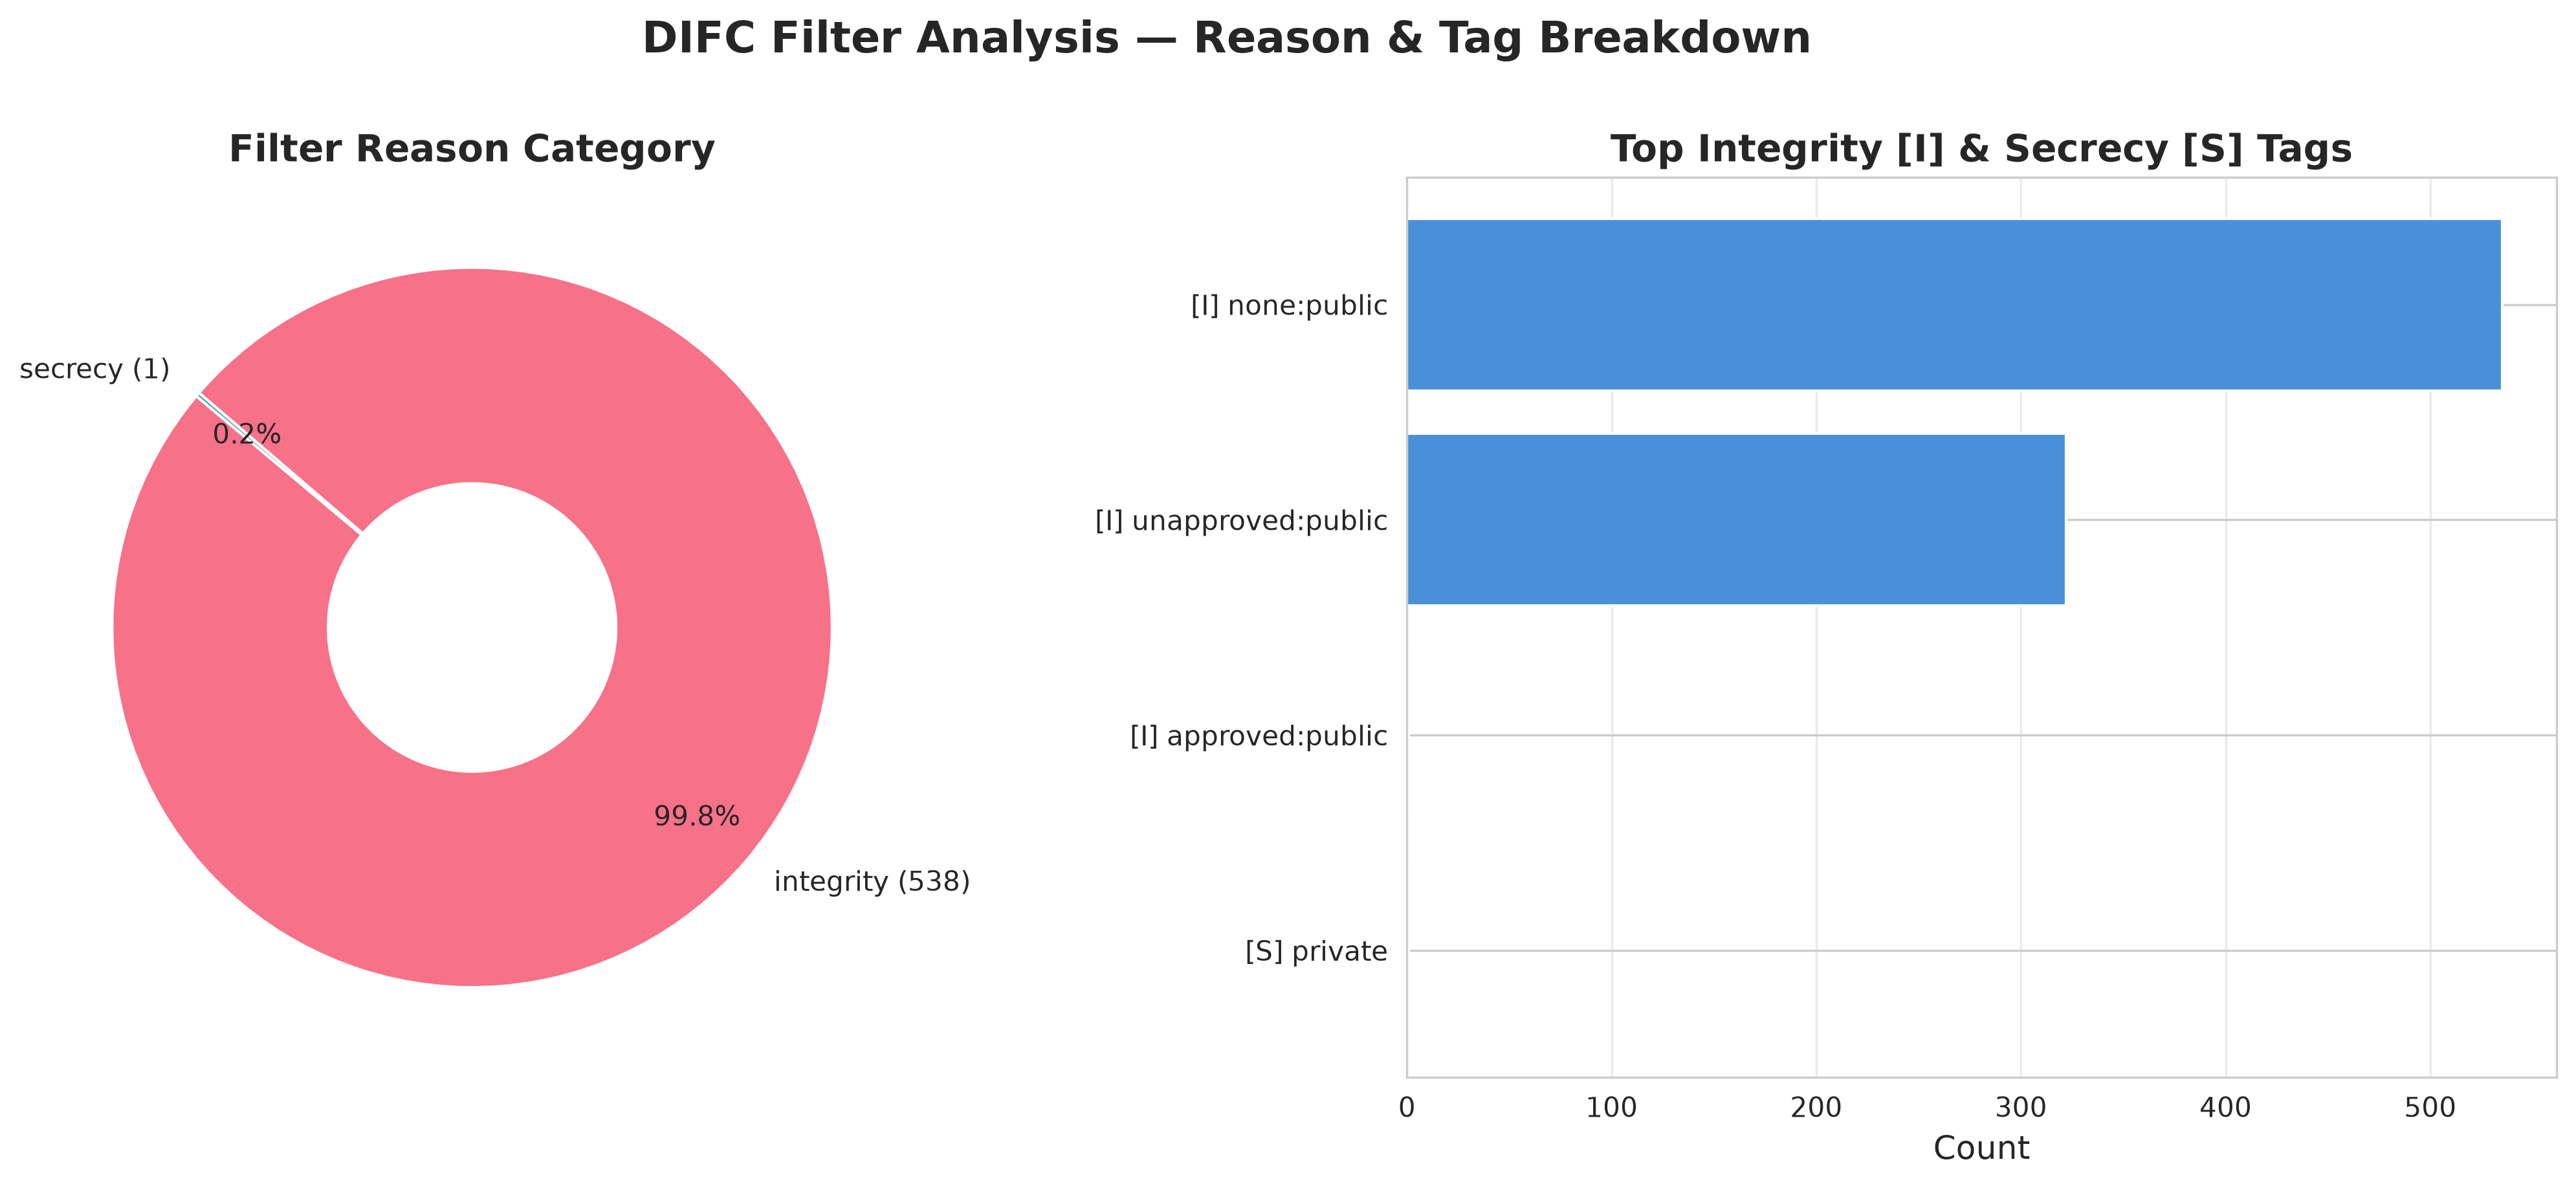 DIFC Filter Analysis — Reason & Tag Breakdown
Filter Reason Category
secrecy (1)
0.2%
99.8%
integrity (538)
Top Integrity [I] & Secrecy [S] Tags
[I] none:public
[I] unapproved:public
[I] approved:public
[S] private
0 100 200 300 400 500
Count